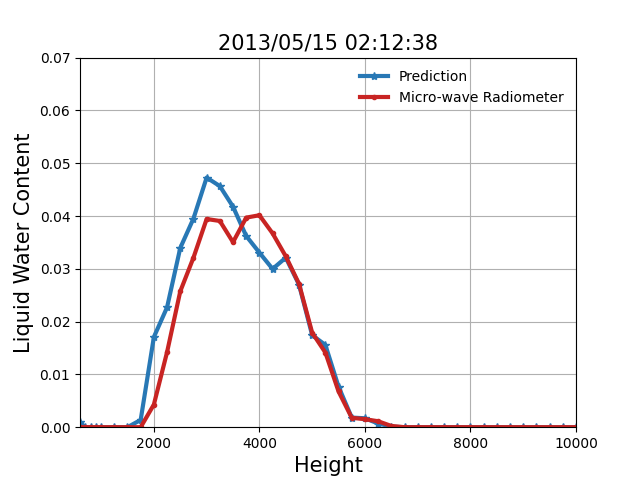 2013/05/15 02:12:38
Prediction
Micro-wave Radiometer
Liquid Water Content
0.07
0.06
0.05
0.04
0.03
0.02
0.01
0.00
2000 4000 6000 8000 10000
Height